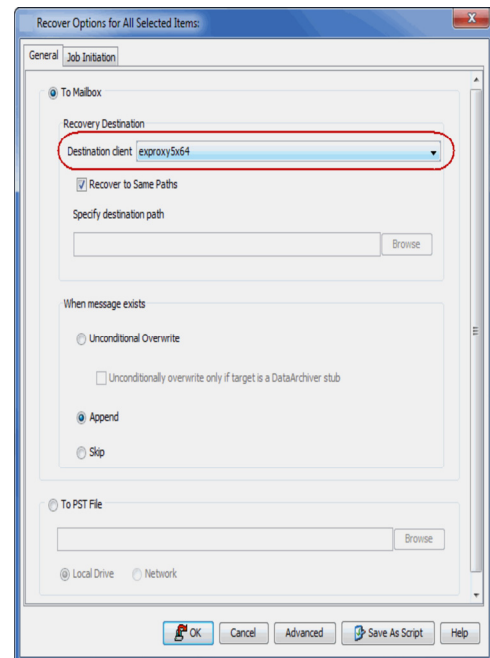 Recover Options for All Selected Items:
General Job Initiation
To Mailbox
Recovery Destination
Destination client exproxy5x64
Recover to Same Paths
Specify destination path
Browse
When message exists
Unconditional Overwrite
Unconditionally overwrite only if target is a DataArchiver stub
Append
Skip
To PST File
Browse
Local Drive Network
OK Cancel Advanced Save As Script Help